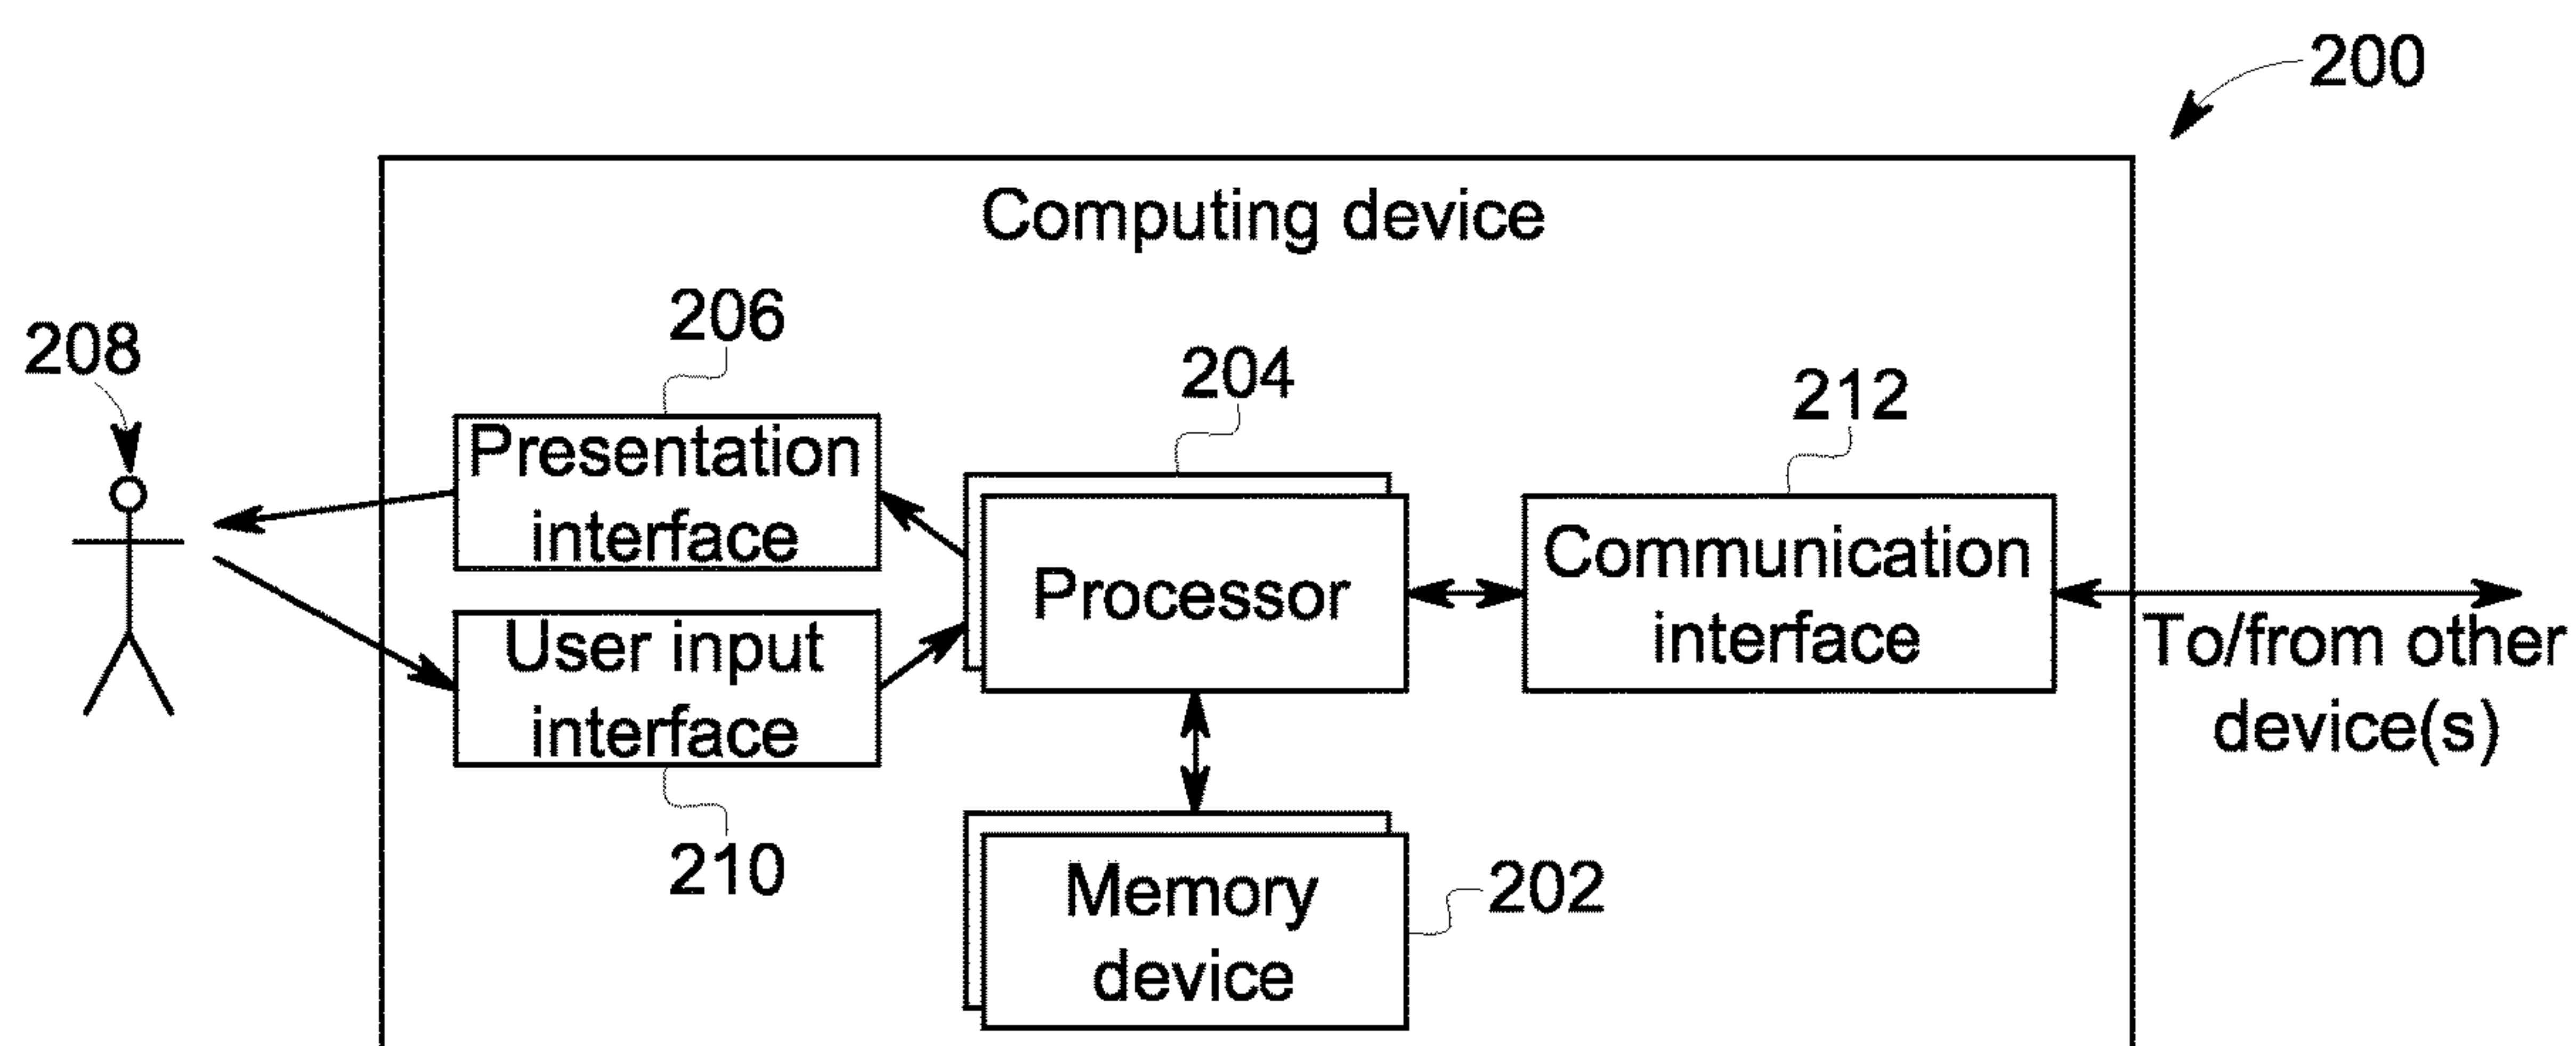 200
Computing device
206
208
204
212
Presentation
interface
Processor
Communication
interface
User input
interface
To/from other
device(s)
210
Memory
device
202